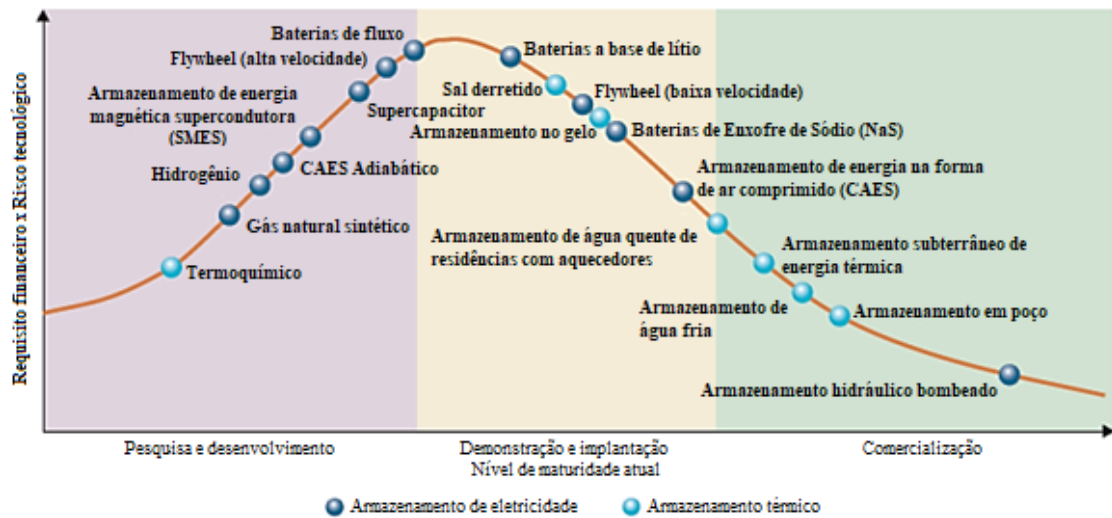 Requisito financeiro x Risco tecnológico
Baterias de fluxo
Flywheel (alta velocidade)
Armazenamento de energia
magnética supercondutora
(SMES)
Supercapacitor
Hidrogênio
CAES Adiabático
Gás natural sintético
Termoquímico
Baterias a base de lítio
Sal derretido
Flywheel (baixa velocidade)
Armazenamento no gelo
Baterias de Enxofre de Sódio (NaS)
Armazenamento de energia na forma
de ar comprimido (CAES)
Armazenamento de água quente de
residências com aquecedores
Armazenamento subterrâneo de
energia térmica
Armazenamento de
água fria
Armazenamento em poço
Armazenamento hidráulico bombeado
Pesquisa e desenvolvimento
Demonstração e implantação
Comercialização
Nível de maturidade atual
Armazenamento de eletricidade
Armazenamento térmico